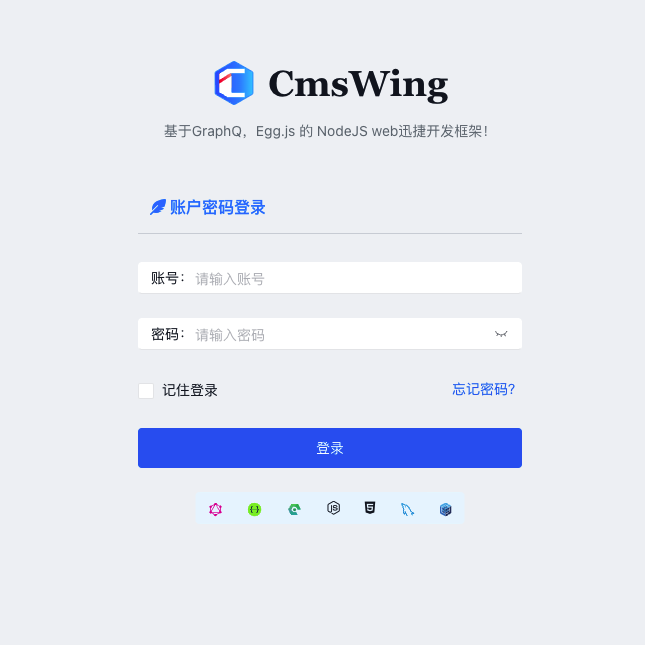 CmsWing
基于GraphQ，Egg.js 的 NodeJS web迅捷开发框架！
账户密码登录
账号： 请输入账号
密码： 请输入密码
记住登录 忘记密码?
登录